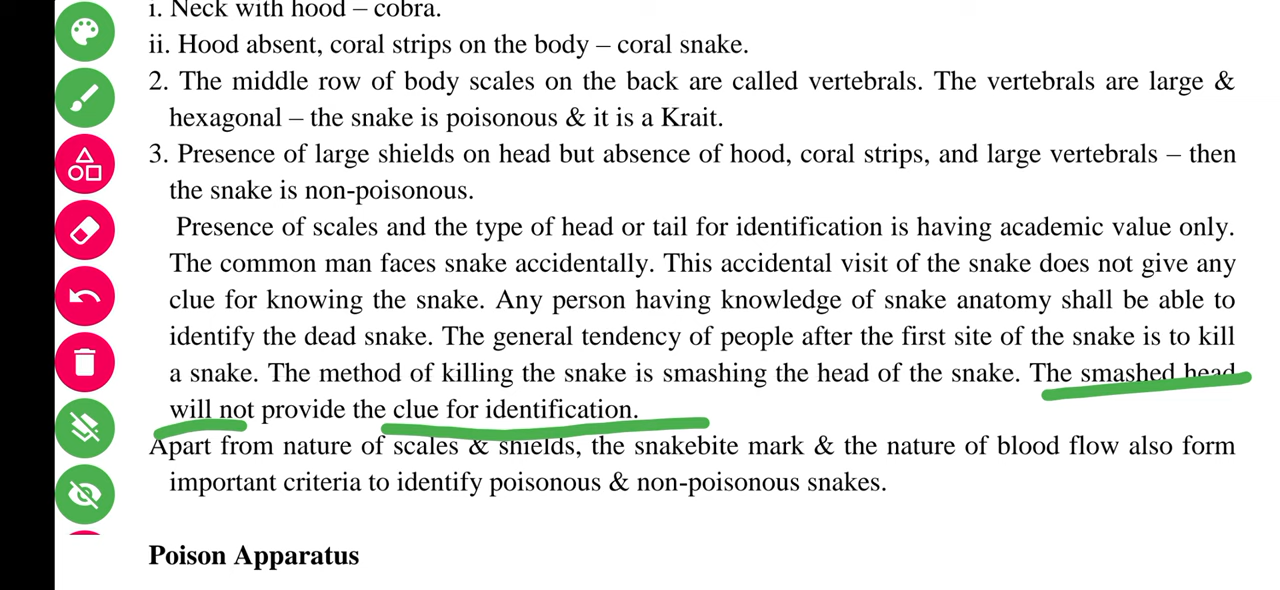 i. Neck with hood – cobra.
ii. Hood absent, coral strips on the body – coral snake.
2. The middle row of body scales on the back are called vertebrals. The vertebrals are large &
hexagonal – the snake is poisonous & it is a Krait.
3. Presence of large shields on head but absence of hood, coral strips, and large vertebrals – then
the snake is non-poisonous.
Presence of scales and the type of head or tail for identification is having academic value only.
The common man faces snake accidentally. This accidental visit of the snake does not give any
clue for knowing the snake. Any person having knowledge of snake anatomy shall be able to
identify the dead snake. The general tendency of people after the first site of the snake is to kill
a snake. The method of killing the snake is smashing the head of the snake. The smashed head
will not provide the clue for identification.
Apart from nature of scales & shields, the snakebite mark & the nature of blood flow also form
important criteria to identify poisonous & non-poisonous snakes.
Poison Apparatus